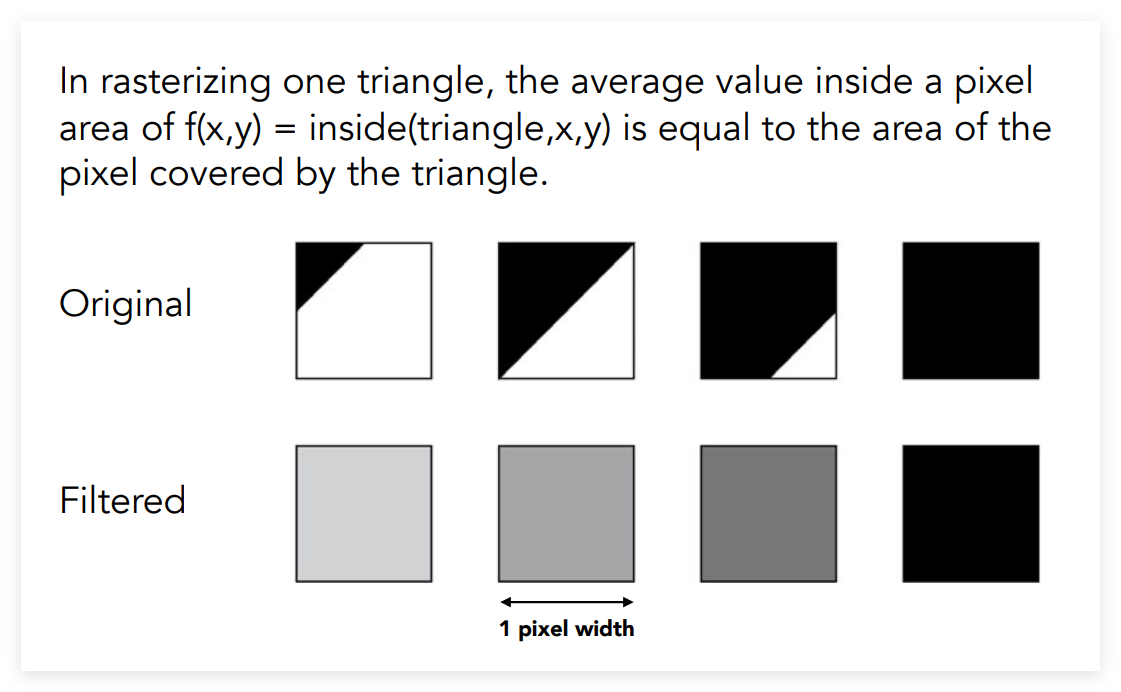 In rasterizing one triangle, the average value inside a pixel
area of f(x,y) = inside(triangle,x,y) is equal to the area of the
pixel covered by the triangle.
Original
Filtered
1 pixel width